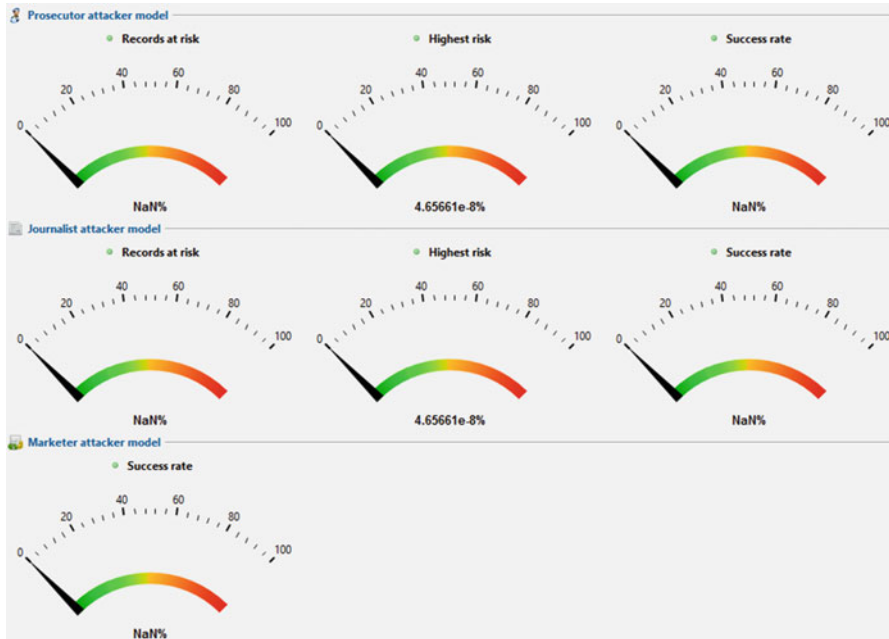 Prosecutor attacker model
Records at risk
Highest risk
Success rate
0 20 40 60 80 100
0 20 40 60 80 100
0 20 40 60 80 100
NaN%
4.65661e-8%
NaN%
Journalist attacker model
Records at risk
Highest risk
Success rate
0 20 40 60 80 100
0 20 40 60 80 100
0 20 40 60 80 100
NaN%
4.65661e-8%
NaN%
Marketer attacker model
Success rate
0 20 40 60 80 100
NaN%